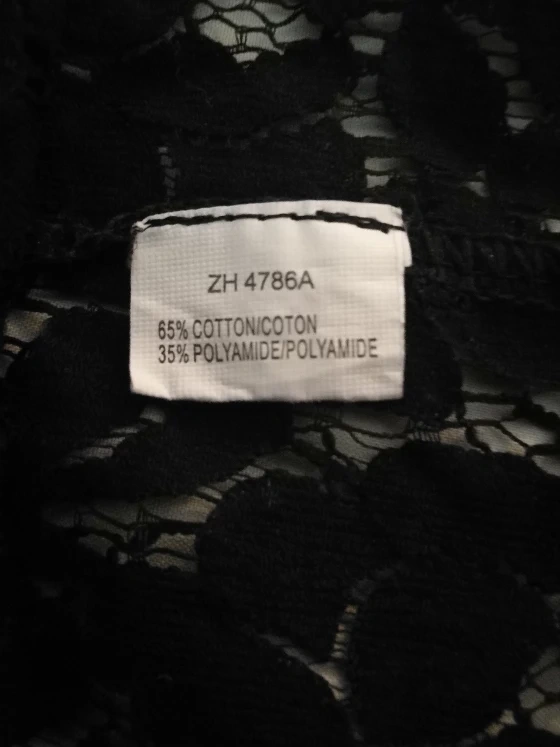 ZH 4786A
65% COTTON/COTON
35% POLYAMIDE/POLYAMIDE